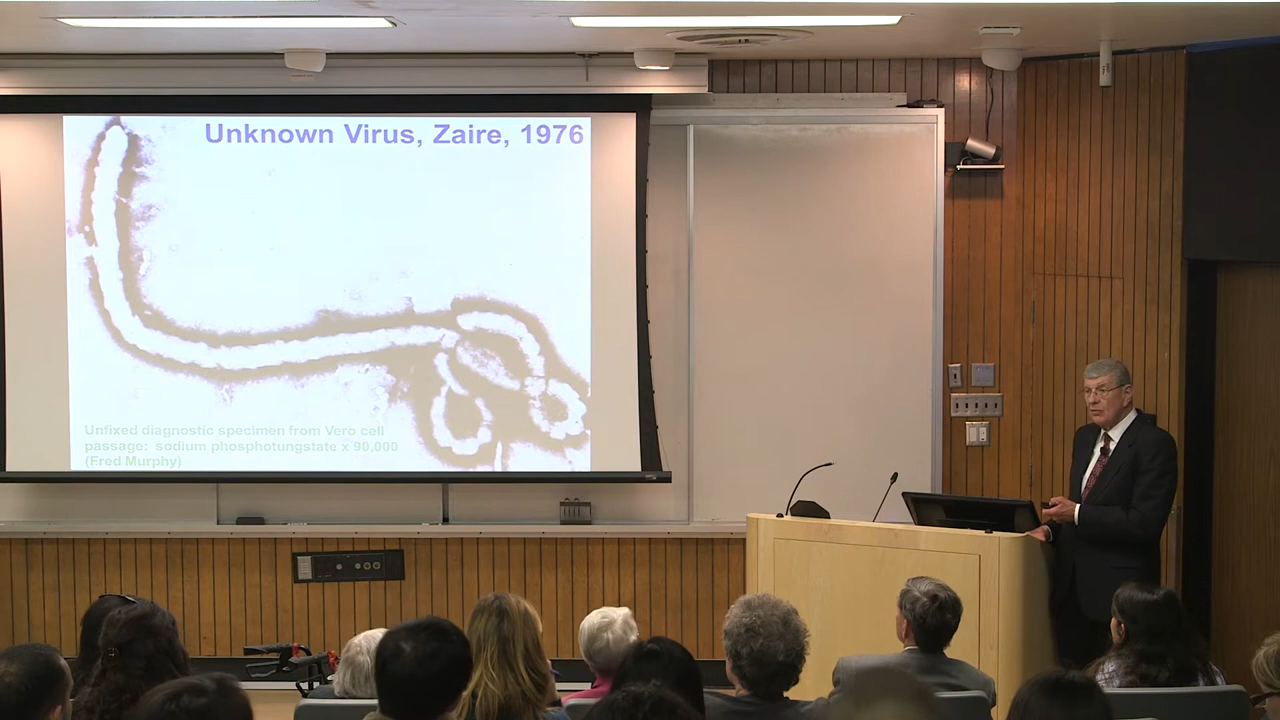 Unknown Virus, Zaire, 1976
Unfixed diagnostic specimen from Vero cell
passage: sodium phosphotungstate x 90,000
(Fred Murphy)